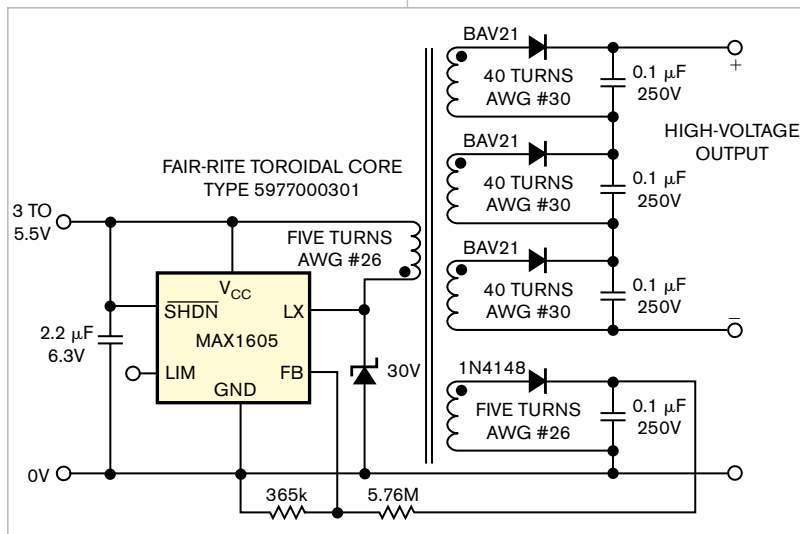 BAV21
40 TURNS
AWG #30
0.1 μF
250V
+
HIGH-VOLTAGE
OUTPUT
BAV21
40 TURNS
AWG #30
0.1 μF
250V
FAIR-RITE TOROIDAL CORE
TYPE 5977000301
3 TO
5.5V
FIVE TURNS
AWG #26
BAV21
40 TURNS
AWG #30
0.1 μF
250V
–
VCC
SHDN
LX
MAX1605
2.2 μF
6.3V
LIM
FB
GND
30V
1N4148
FIVE TURNS
AWG #26
0.1 μF
250V
0V
365k
5.76M